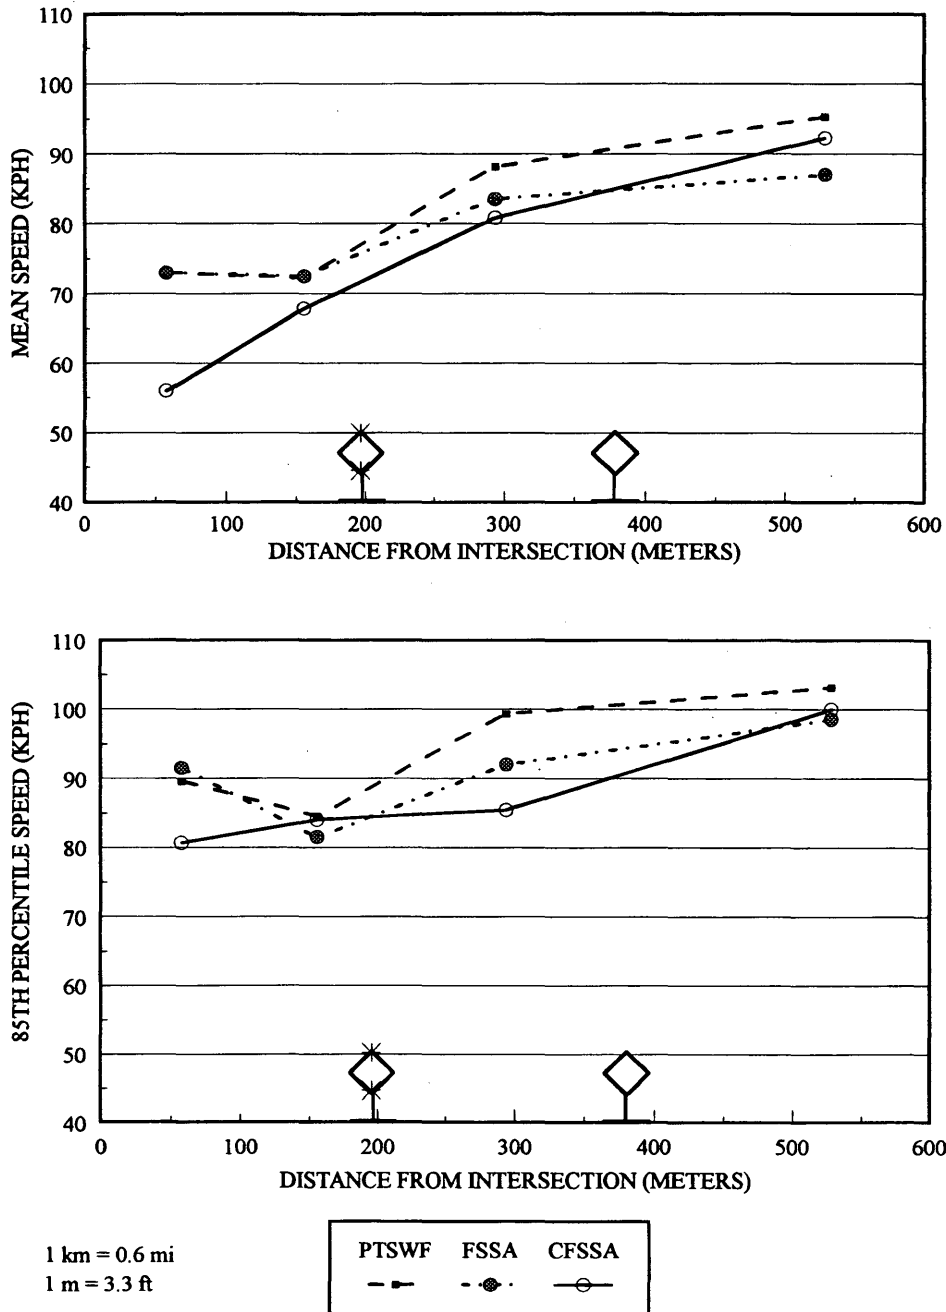 110
100
90
80
70
60
50
40
MEAN SPEED (KPH)
0 100 200 300 400 500 600
DISTANCE FROM INTERSECTION (METERS)
110
100
90
80
70
60
50
40
85TH PERCENTILE SPEED (KPH)
0 100 200 300 400 500 600
DISTANCE FROM INTERSECTION (METERS)
1 km = 0.6 mi
1 m = 3.3 ft
PTSWF FSSA CFSSA